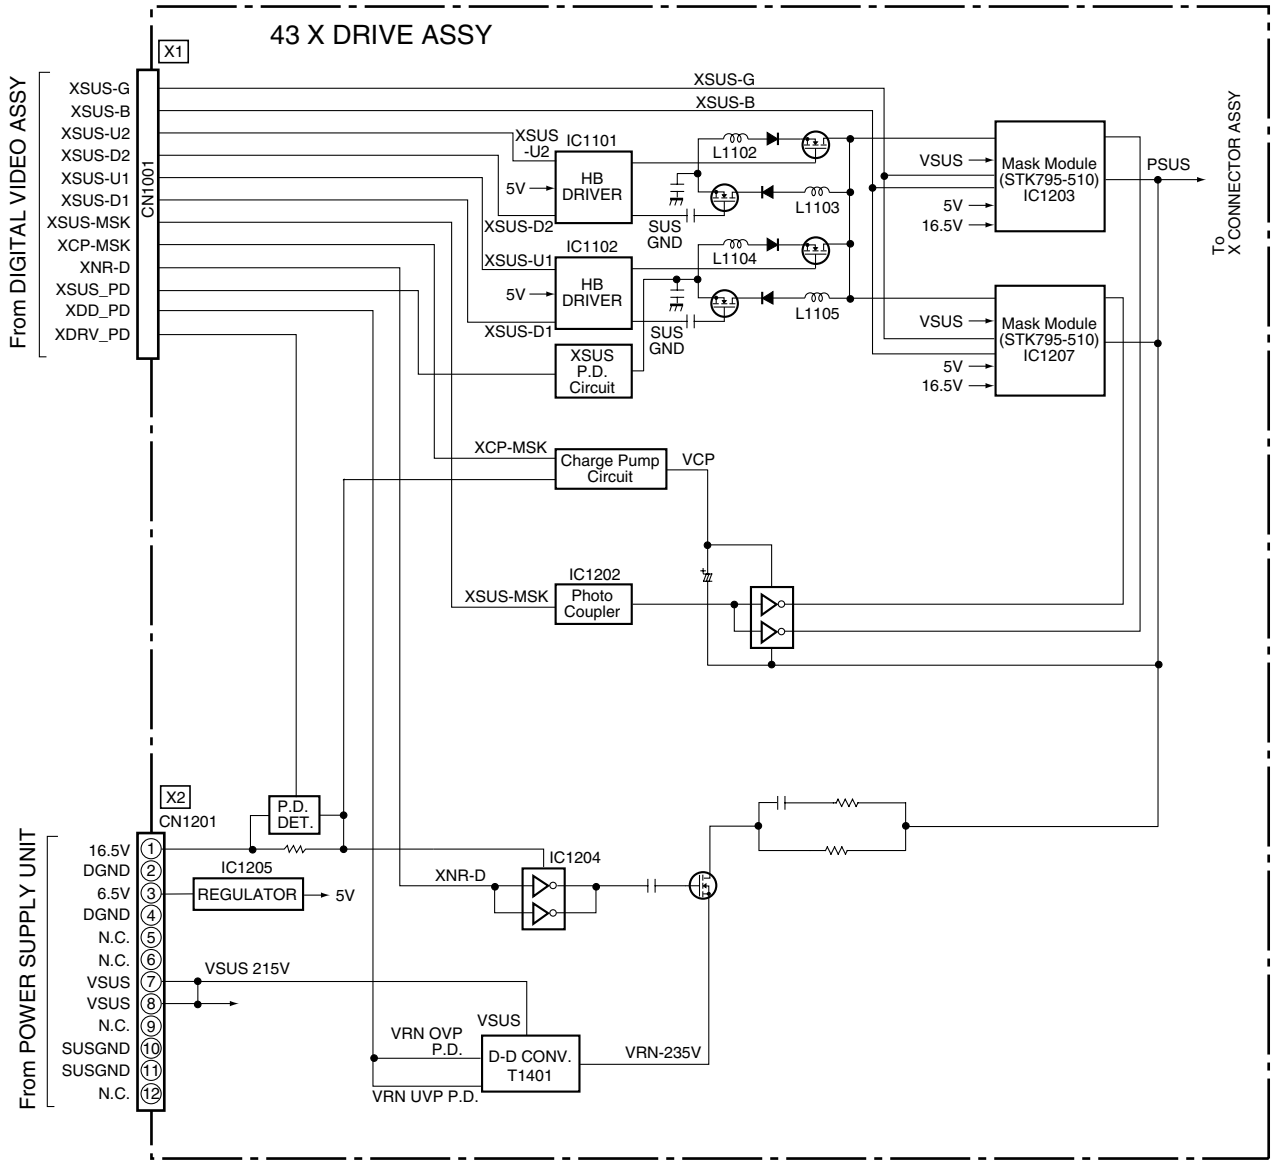 43 X DRIVE ASSY
X1
From DIGITAL VIDEO ASSY
XSUS-G
XSUS-B
XSUS-U2
XSUS-D2
XSUS-U1
XSUS-D1
XSUS-MSK
XCP-MSK
XNR-D
XSUS_PD
XDD_PD
XDRV_PD
CN1001
XSUS-G
XSUS-B
XSUS
-U2
IC1101
HB
DRIVER
5V
XSUS-D2
L1102
L1103
SUS
GND
IC1102
XSUS-U1
HB
DRIVER
5V
XSUS-D1
L1104
L1105
SUS
GND
XSUS
P.D.
Circuit
VSUS
5V
16.5V
Mask Module
(STK795-510)
IC1203
PSUS
To
X CONNECTOR ASSY
VSUS
5V
16.5V
Mask Module
(STK795-510)
IC1207
XCP-MSK
Charge Pump
Circuit
VCP
+
IC1202
XSUS-MSK
Photo
Coupler
P.D.
DET.
X2
CN1201
From POWER SUPPLY UNIT
16.5V 1
DGND 2
6.5V 3
DGND 4
N.C. 5
N.C. 6
VSUS 7
VSUS 8
N.C. 9
SUSGND 10
SUSGND 11
N.C. 12
IC1205
REGULATOR
5V
XNR-D
IC1204
VSUS 215V
VSUS
VRN OVP
P.D.
D-D CONV.
T1401
VRN UVP P.D.
VRN-235V